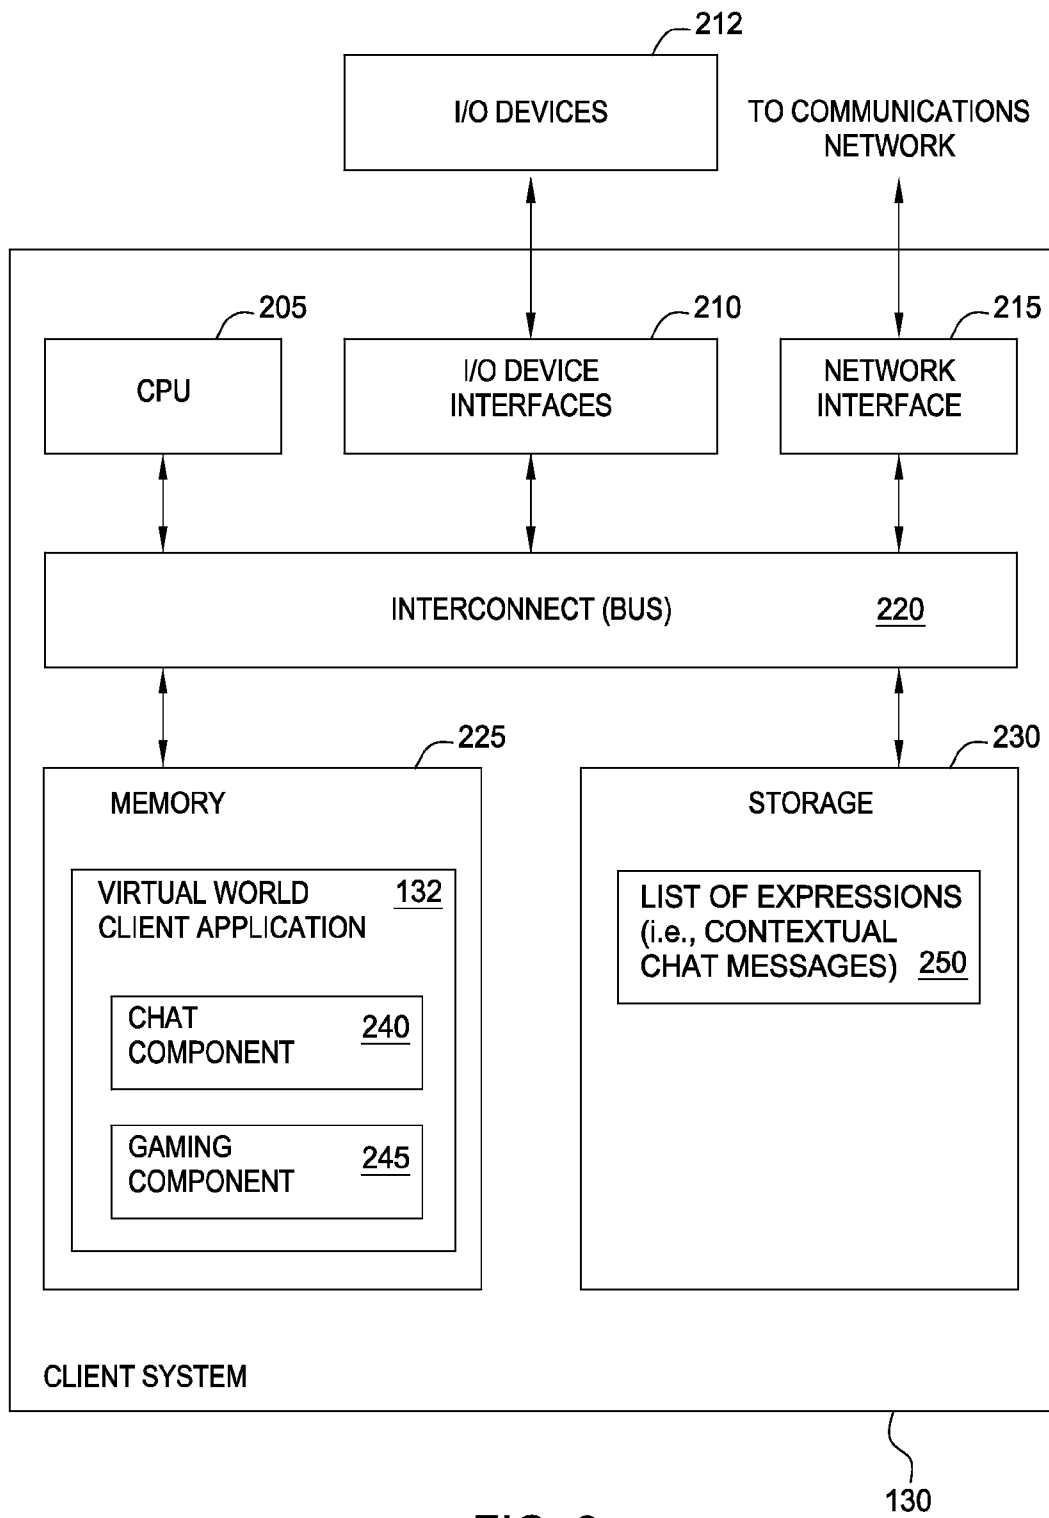 212
I/O DEVICES
TO COMMUNICATIONS
NETWORK
205
210
215
CPU
I/O DEVICE
INTERFACES
NETWORK
INTERFACE
INTERCONNECT (BUS)
220
225
230
MEMORY
STORAGE
VIRTUAL WORLD
CLIENT APPLICATION
132
LIST OF EXPRESSIONS
(i.e., CONTEXTUAL
CHAT MESSAGES)
250
CHAT
COMPONENT
240
GAMING
COMPONENT
245
CLIENT SYSTEM
130
FIG.